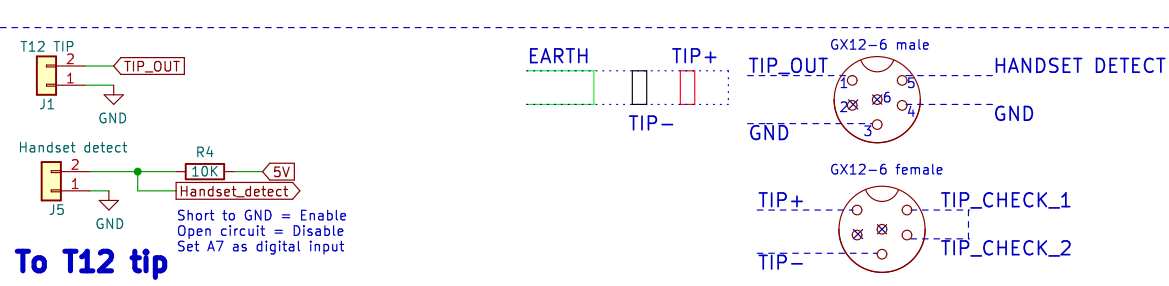 T12 TIP
2
1
J1
TIP_OUT
GND
Handset detect
2
1
J5
GND
R4
10K
5V
Handset_detect
Short to GND = Enable
Open circuit = Disable
Set A7 as digital input
To T12 tip
EARTH
TIP+
TIP-
GX12-6 male
TIP_OUT
HANDSET DETECT
1
5
2
6
4
3
GND
GND
GX12-6 female
TIP+
TIP_CHECK_1
TIP-
TIP_CHECK_2